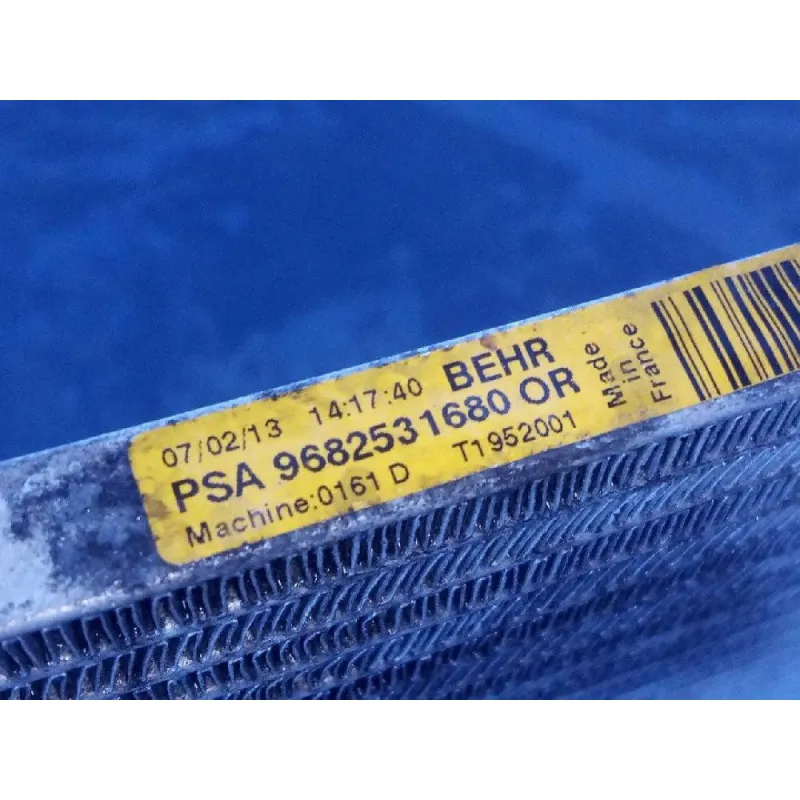 07/02/13 14:17:40 BEHR
PSA 9682531680 OR
Machine:0161 D T1952001
Made
in
France